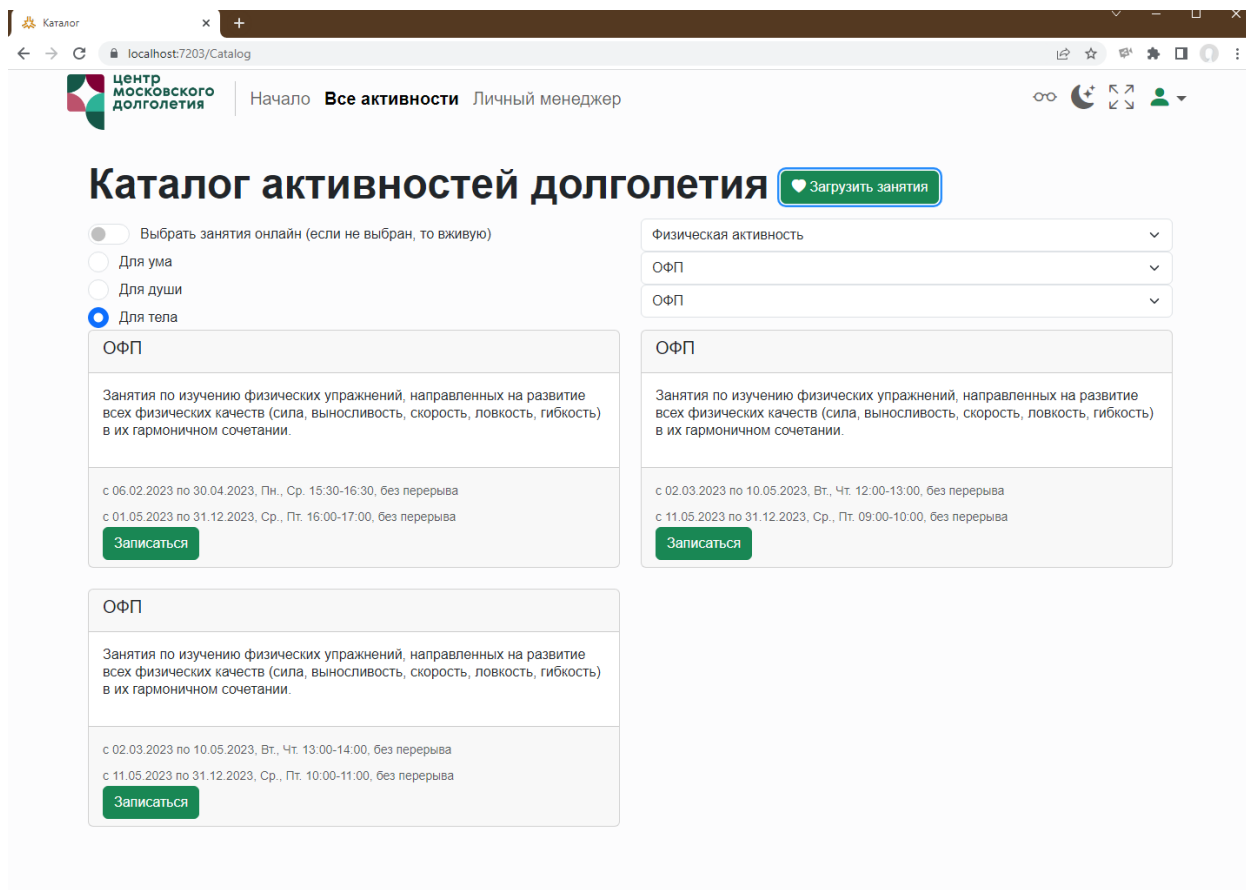 Каталог
localhost:7203/Catalog
центр
московского
долголетия
Начало Все активности Личный менеджер
Каталог активностей долголетия
Загрузить занятия
Выбрать занятия онлайн (если не выбран, то вживую)
Для ума
Для души
Для тела
Физическая активность
ОФП
ОФП
ОФП
Занятия по изучению физических упражнений, направленных на развитие
всех физических качеств (сила, выносливость, скорость, ловкость, гибкость)
в их гармоничном сочетании.
с 06.02.2023 по 30.04.2023, Пн., Ср. 15:30-16:30, без перерыва
с 01.05.2023 по 31.12.2023, Ср., Пт. 16:00-17:00, без перерыва
Записаться
ОФП
Занятия по изучению физических упражнений, направленных на развитие
всех физических качеств (сила, выносливость, скорость, ловкость, гибкость)
в их гармоничном сочетании.
с 02.03.2023 по 10.05.2023, Вт., Чт. 12:00-13:00, без перерыва
с 11.05.2023 по 31.12.2023, Ср., Пт. 09:00-10:00, без перерыва
Записаться
ОФП
Занятия по изучению физических упражнений, направленных на развитие
всех физических качеств (сила, выносливость, скорость, ловкость, гибкость)
в их гармоничном сочетании.
с 02.03.2023 по 10.05.2023, Вт., Чт. 13:00-14:00, без перерыва
с 11.05.2023 по 31.12.2023, Ср., Пт. 10:00-11:00, без перерыва
Записаться